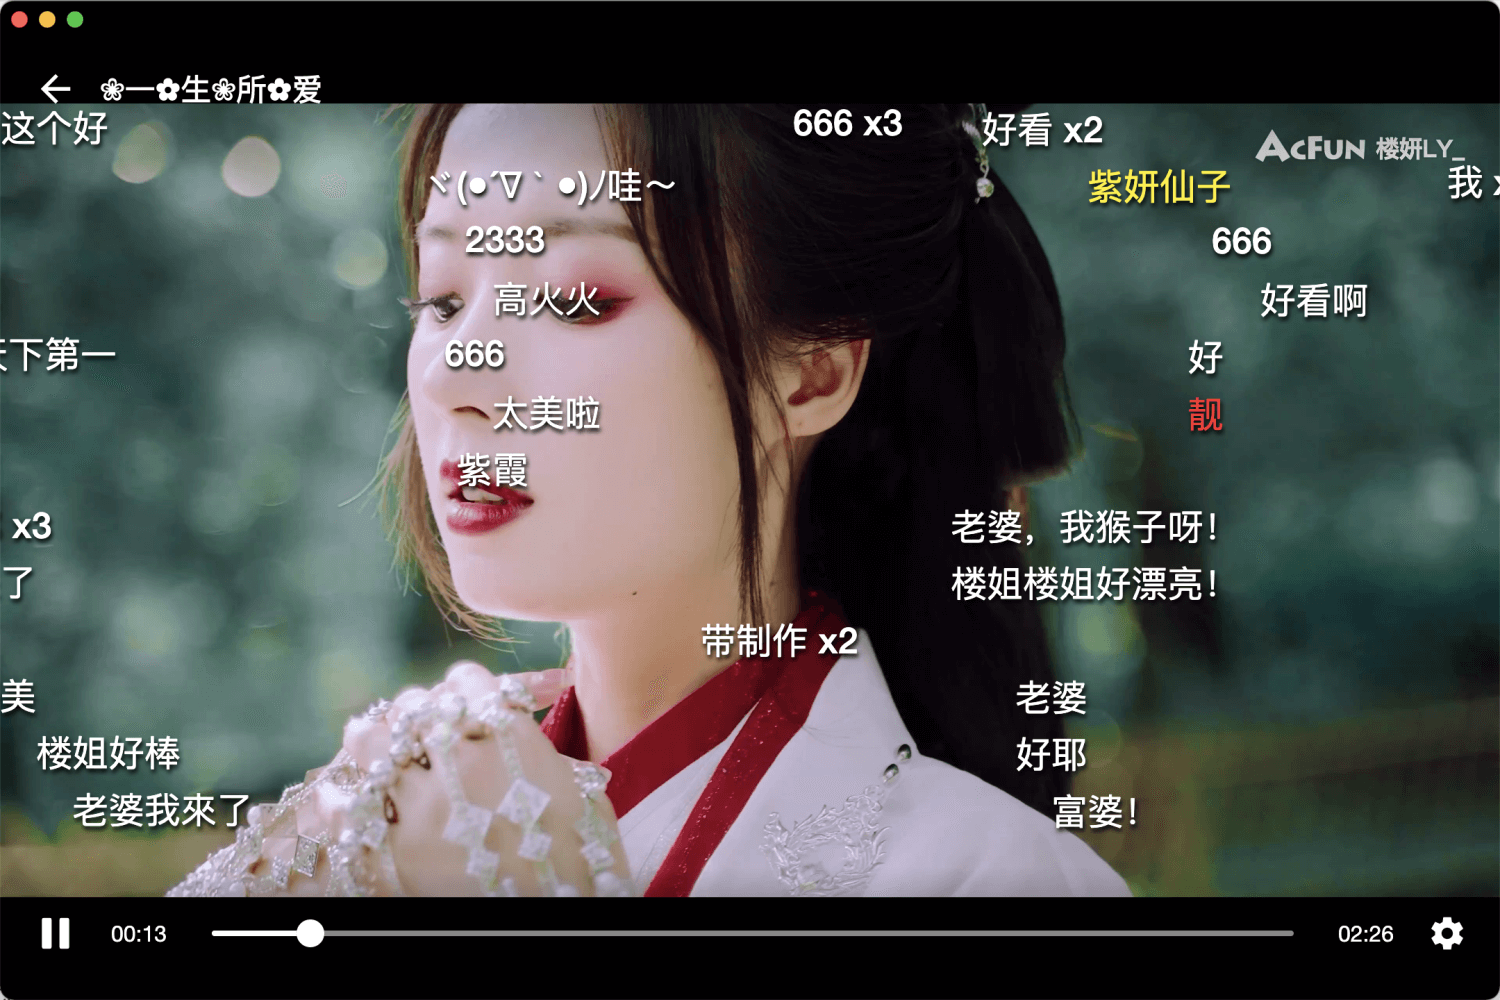 ❀一✿生❀所✿爱
这个好
666 x3
好看 x2
AcFun 楼妍LY_
ヾ(●´∇｀●)ﾉ哇～
紫妍仙子
我
2333
666
高火火
好看啊
下第一
666
好
太美啦
靓
紫霞
x3
老婆，我猴子呀！
了
楼姐楼姐好漂亮！
带制作 x2
美
老婆
楼姐好棒
好耶
老婆我來了
富婆！
00:13
02:26